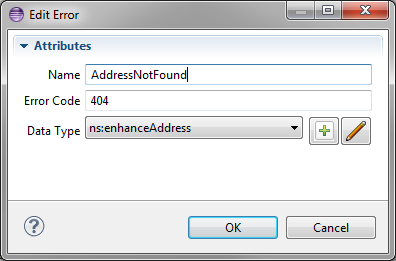 Edit Error
Attributes
Name AddressNotFound
Error Code 404
Data Type ns:enhanceAddress
OK Cancel